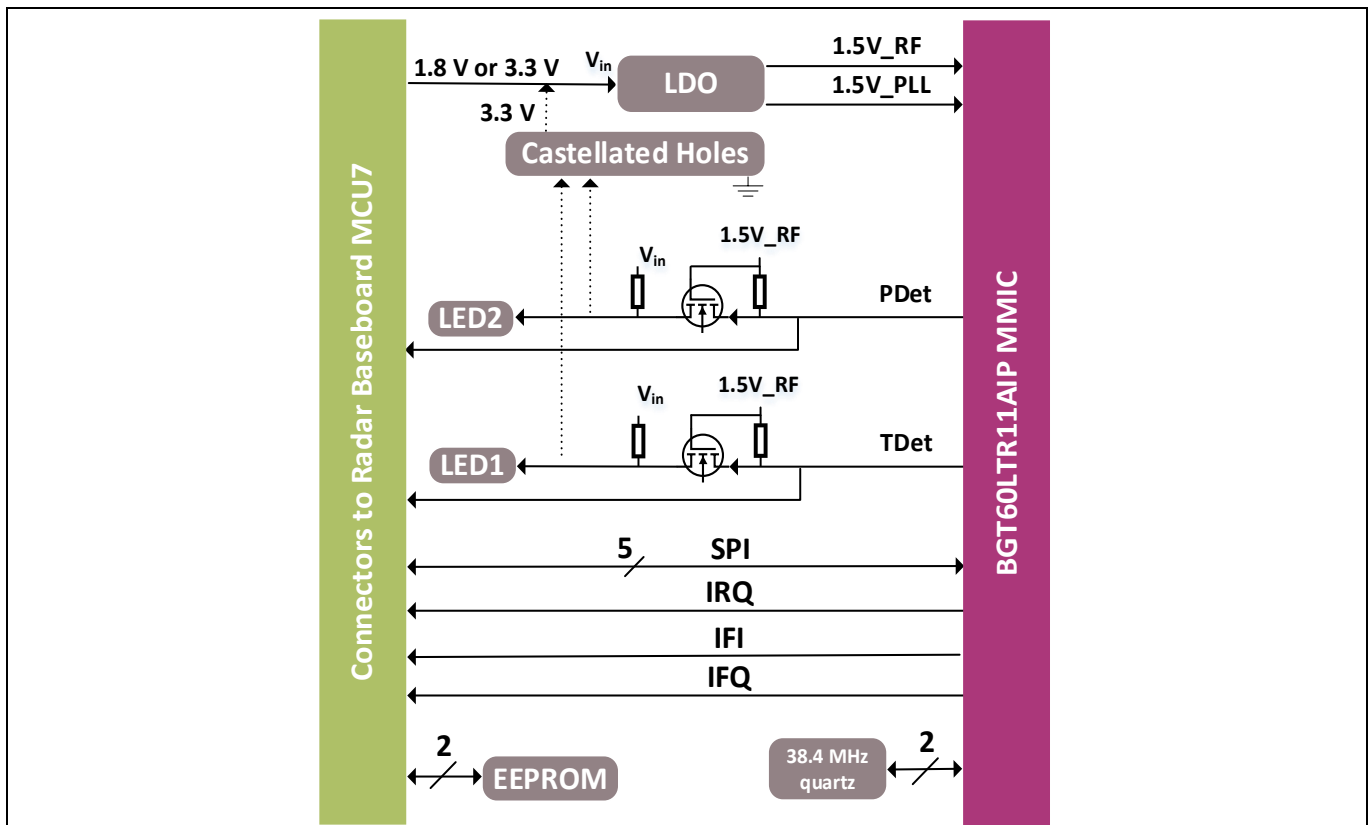 Connectors to Radar Baseboard MCU7
1.8 V or 3.3 V
Vin
LDO
1.5V_RF
1.5V_PLL
3.3 V
Castellated Holes
1.5V_RF
Vin
PDet
LED2
1.5V_RF
Vin
TDet
LED1
5
SPI
IRQ
IFI
IFQ
2
EEPROM
38.4 MHz
quartz
2
BGT60LTR11AIP MMIC